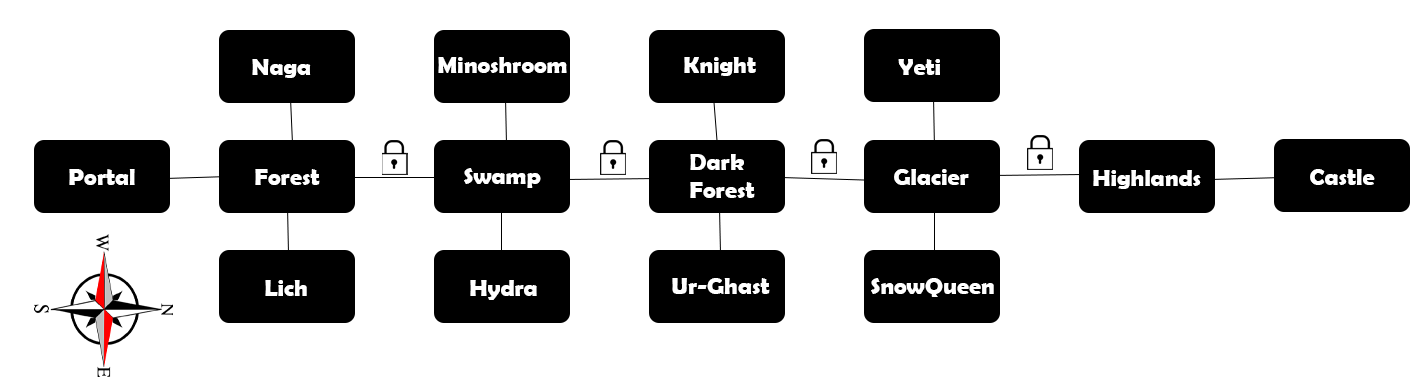 Naga
Minoshroom
Knight
Yeti
Portal
Forest
Swamp
Dark
Forest
Glacier
Highlands
Castle
Lich
Hydra
Ur-Ghast
SnowQueen
W
S
N
E